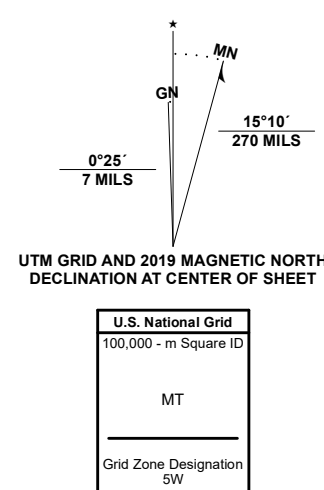 ★
MN
GN
15°10´
270 MILS
0°25´
7 MILS
UTM GRID AND 2019 MAGNETIC NORTH
DECLINATION AT CENTER OF SHEET
U.S. National Grid
100,000 - m Square ID
MT
Grid Zone Designation
5W